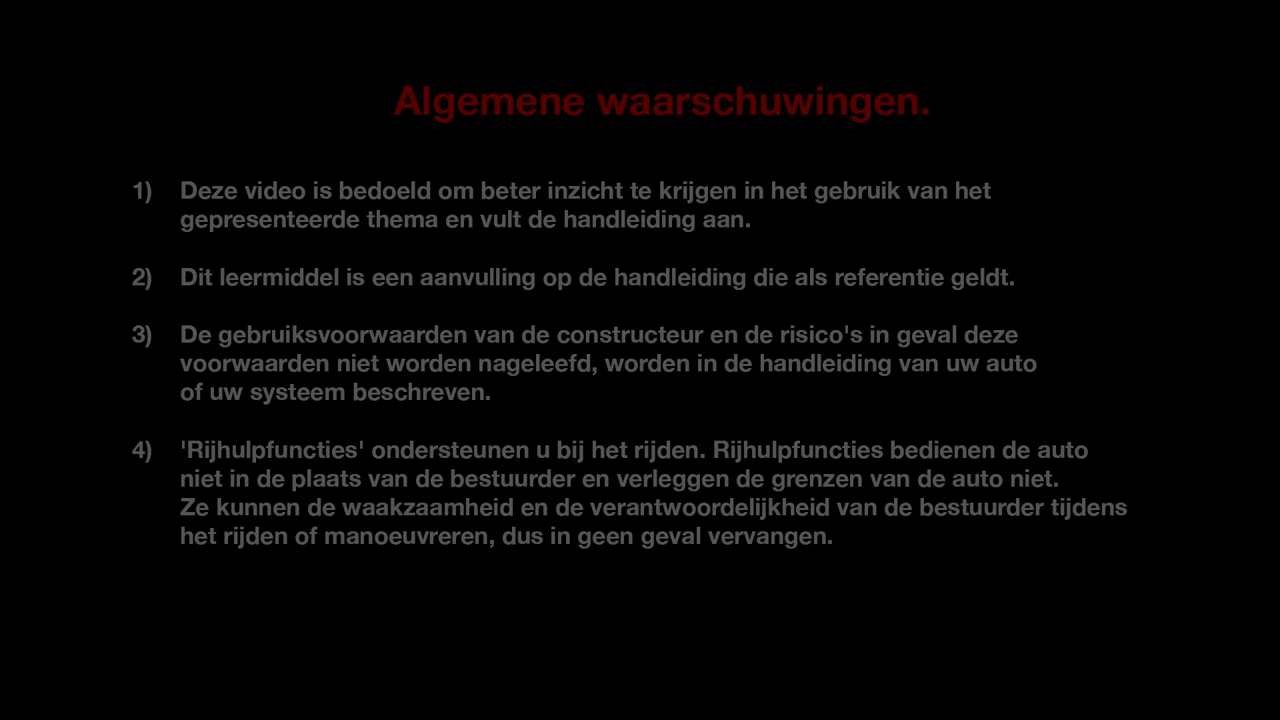 Algemene waarschuwingen.
1) Deze video is bedoeld om beter inzicht te krijgen in het gebruik van het
gepresenteerde thema en vult de handleiding aan.
2) Dit leermiddel is een aanvulling op de handleiding die als referentie geldt.
3) De gebruiksvoorwaarden van de constructeur en de risico's in geval deze
voorwaarden niet worden nageleefd, worden in de handleiding van uw auto
of uw systeem beschreven.
4) 'Rijhulpfuncties' ondersteunen u bij het rijden. Rijhulpfuncties bedienen de auto
niet in de plaats van de bestuurder en verleggen de grenzen van de auto niet.
Ze kunnen de waakzaamheid en de verantwoordelijkheid van de bestuurder tijdens
het rijden of manoeuvreren, dus in geen geval vervangen.